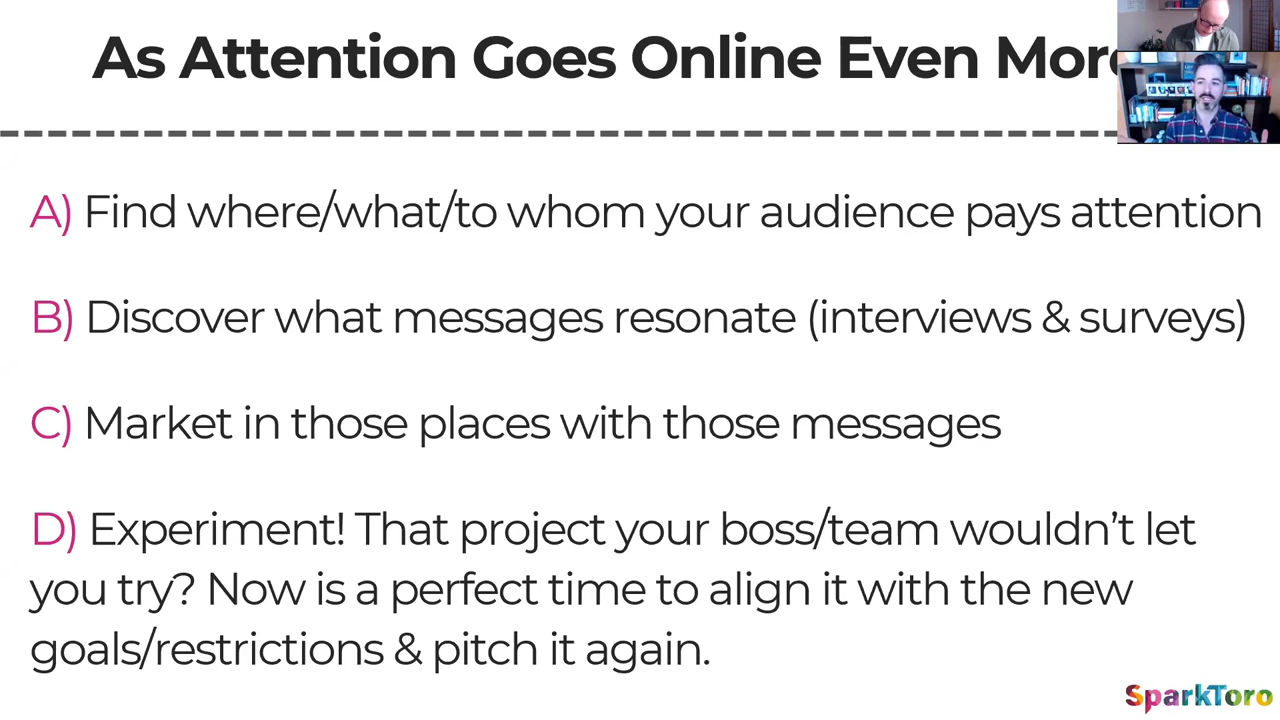 As Attention Goes Online Even More
A) Find where/what/to whom your audience pays attention
B) Discover what messages resonate (interviews & surveys)
C) Market in those places with those messages
D) Experiment! That project your boss/team wouldn’t let
you try? Now is a perfect time to align it with the new
goals/restrictions & pitch it again.
SparkToro